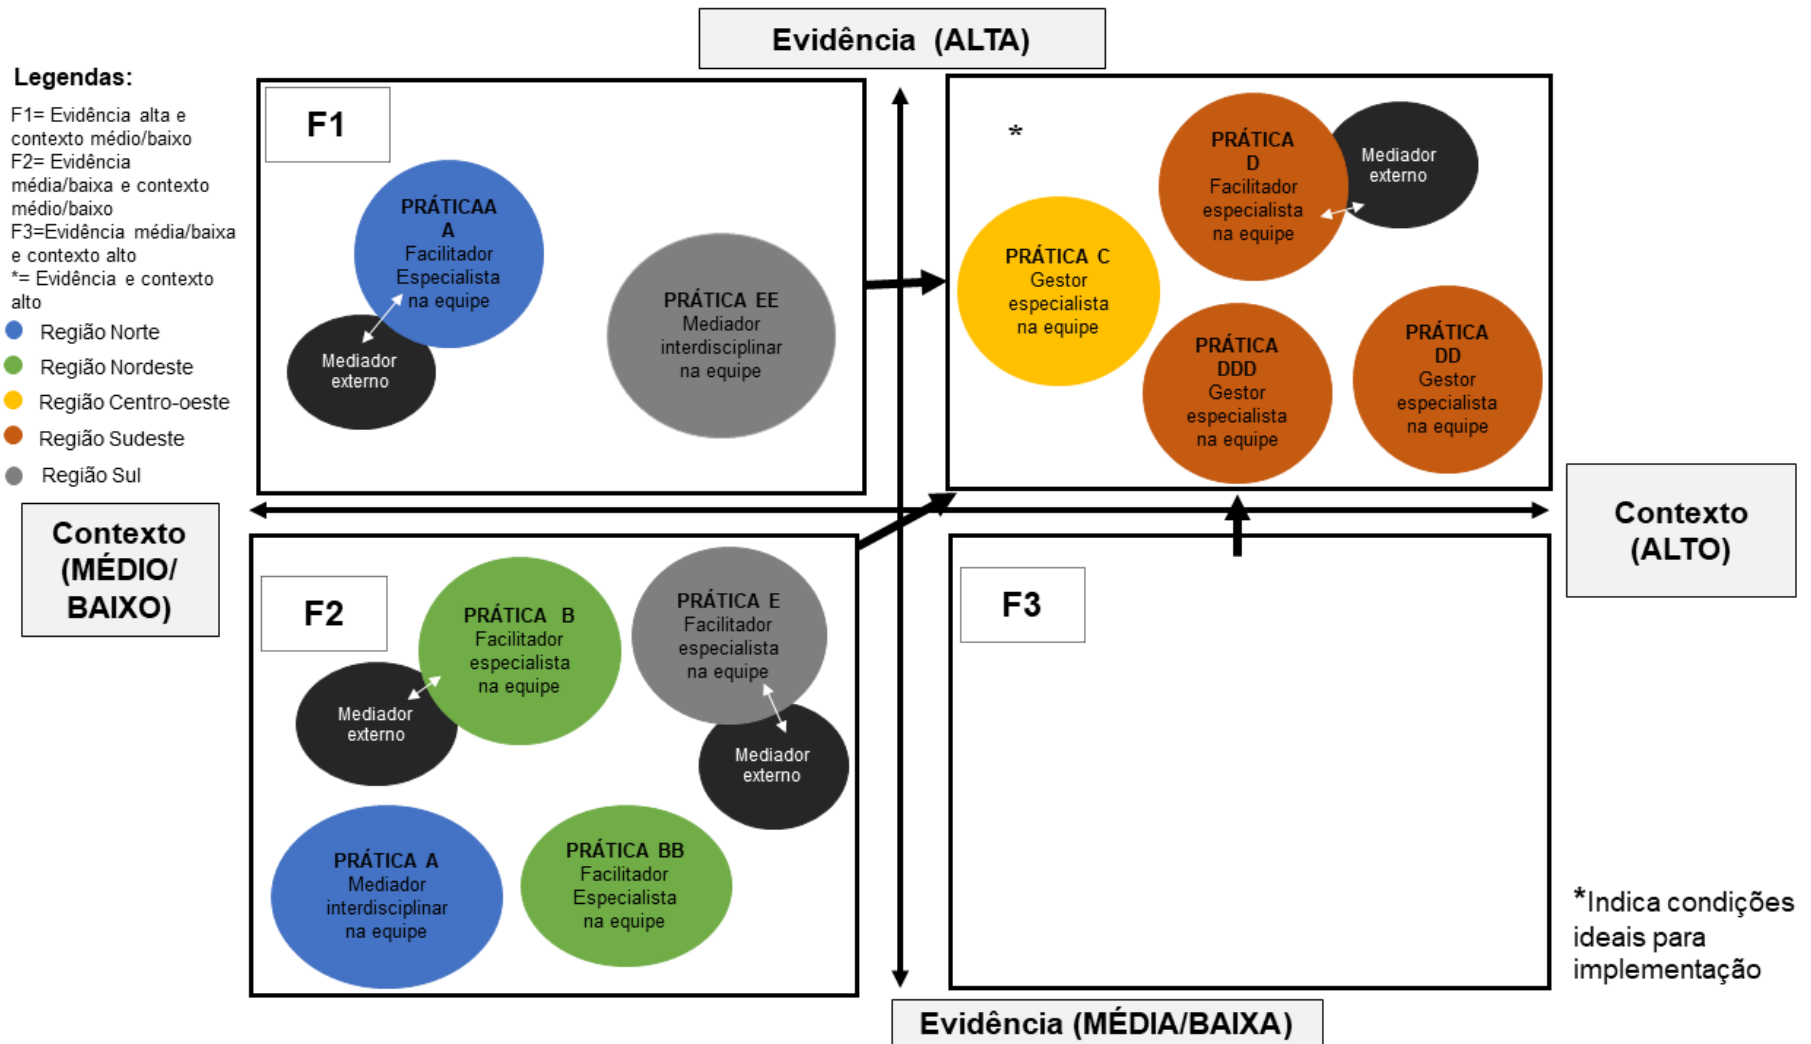 Evidência (ALTA)
Legendas:
F1= Evidência alta e
contexto médio/baixo
F2= Evidência
média/baixa e contexto
médio/baixo
F3=Evidência média/baixa
e contexto alto
*= Evidência e contexto
alto
Região Norte
Região Nordeste
Região Centro-oeste
Região Sudeste
Região Sul
F1
PRÁTICAA
A
Facilitador
Especialista
na equipe
Mediador
externo
PRÁTICA EE
Mediador
interdisciplinar
na equipe
*
PRÁTICA C
Gestor
especialista
na equipe
PRÁTICA
D
Facilitador
especialista
na equipe
Mediador
externo
PRÁTICA
DDD
Gestor
especialista
na equipe
PRÁTICA
DD
Gestor
especialista
na equipe
Contexto
(MÉDIO/
BAIXO)
Contexto
(ALTO)
F2
PRÁTICA B
Facilitador
especialista
na equipe
Mediador
externo
PRÁTICA E
Facilitador
especialista
na equipe
Mediador
externo
PRÁTICA A
Mediador
interdisciplinar
na equipe
PRÁTICA BB
Facilitador
Especialista
na equipe
F3
*Indica condições
ideais para
implementação
Evidência (MÉDIA/BAIXA)